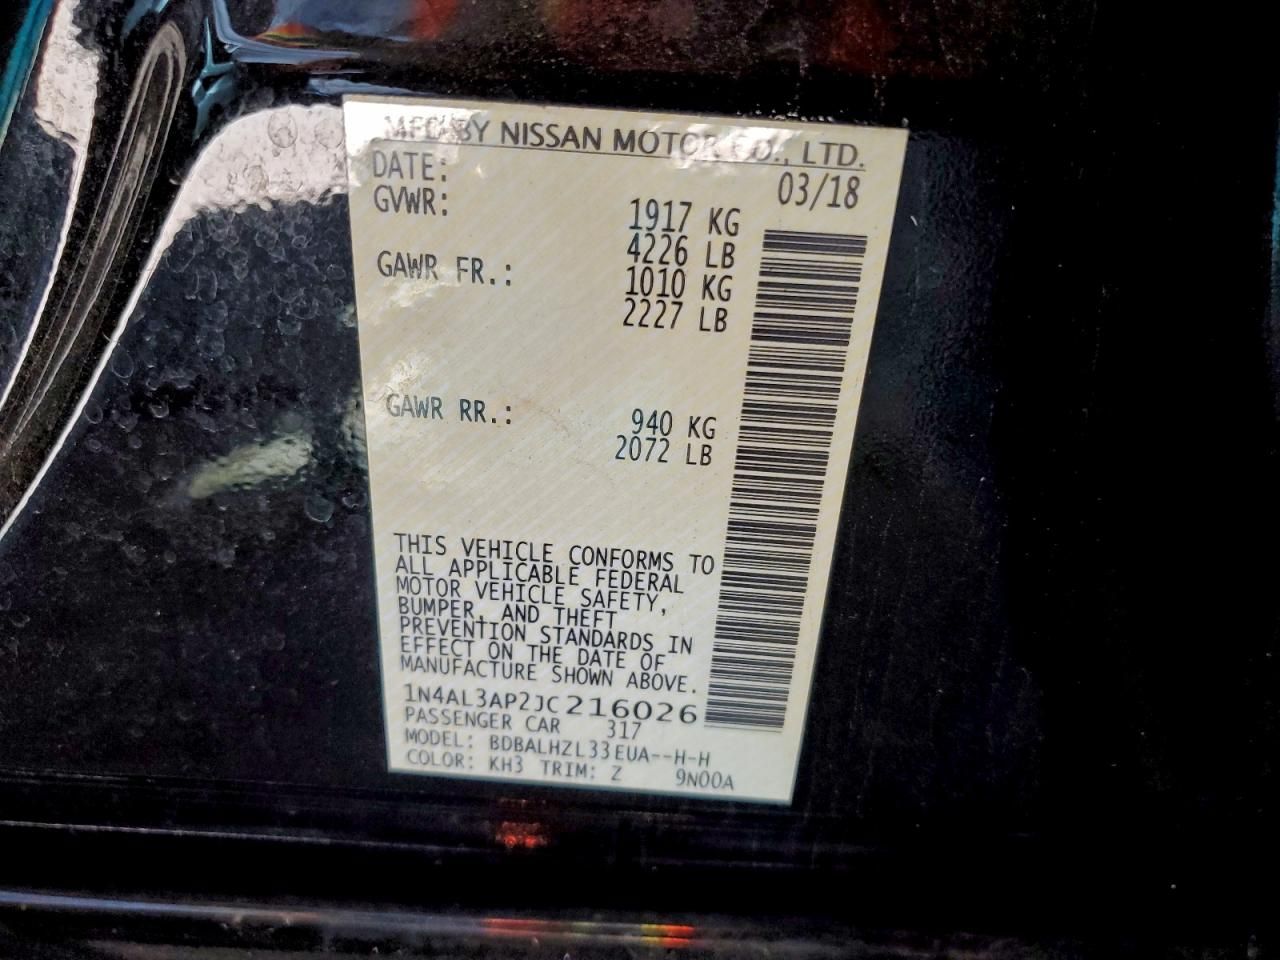 MFD BY NISSAN MOTOR CO., LTD.
DATE: 03/18
GVWR: 1917 KG
4226 LB
GAWR FR.: 1010 KG
2227 LB
GAWR RR.: 940 KG
2072 LB
THIS VEHICLE CONFORMS TO
ALL APPLICABLE FEDERAL
MOTOR VEHICLE SAFETY,
BUMPER, AND THEFT
PREVENTION STANDARDS IN
EFFECT ON THE DATE OF
MANUFACTURE SHOWN ABOVE.
1N4AL3AP2JC216026
PASSENGER CAR 317
MODEL: BDBALHZL33EUA--H-H
COLOR: KH3 TRIM: Z 9N00A